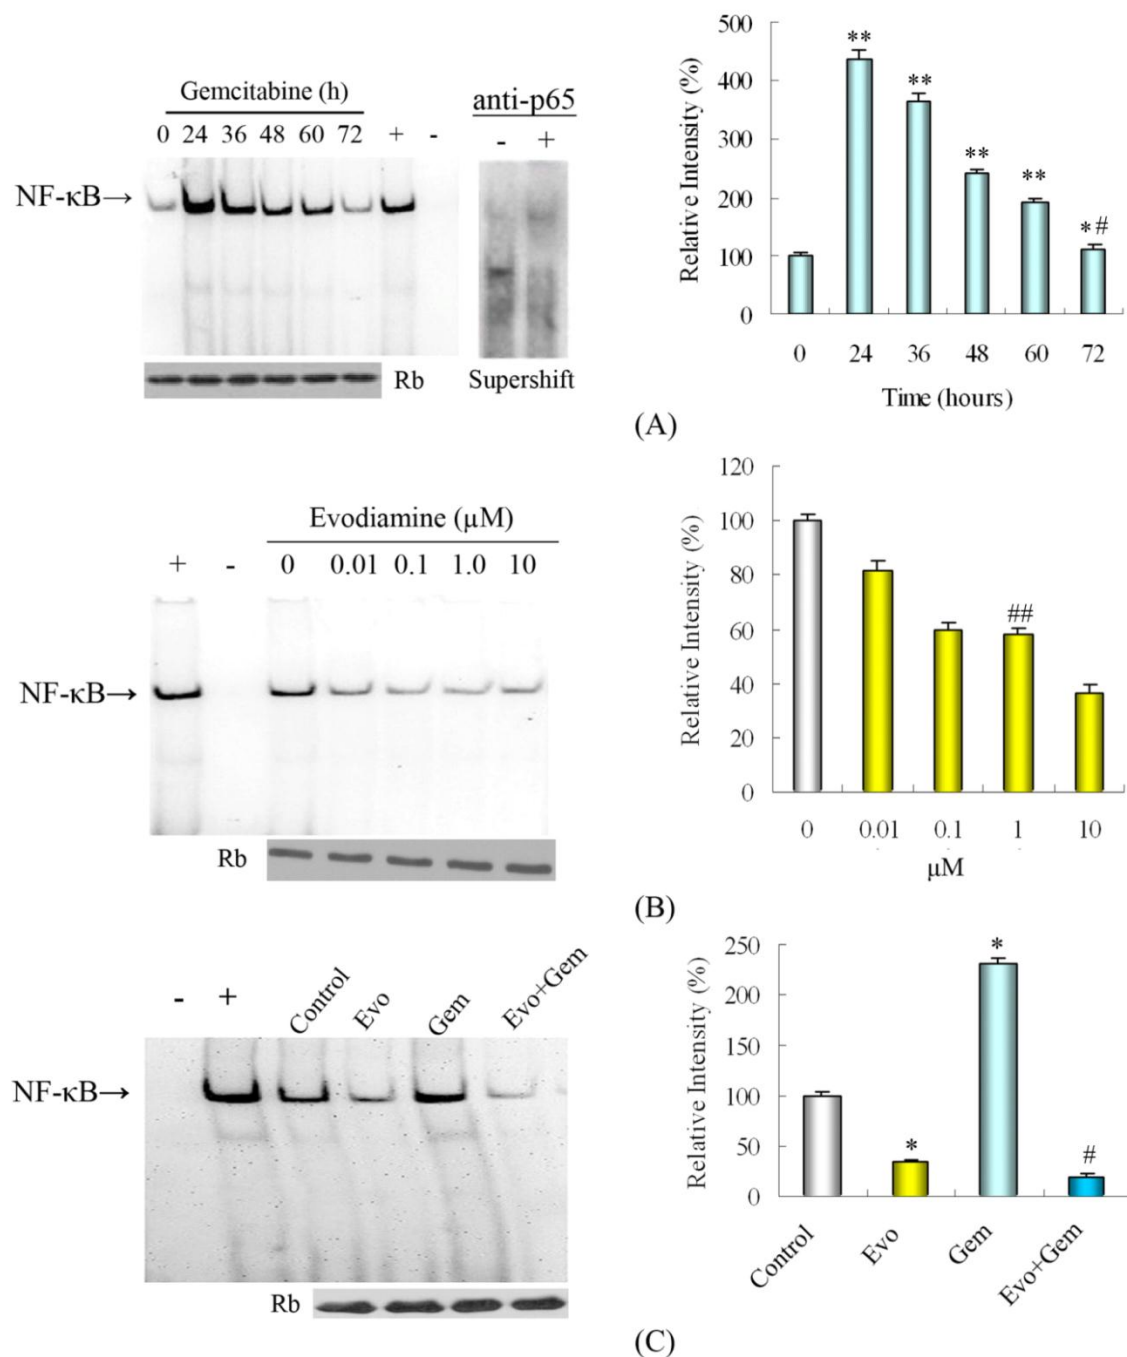 Gemcitabine (h)
0 24 36 48 60 72 + -
NF-κB→
Rb
anti-p65
- +
Supershift
Relative Intensity (%)
500
400
300
200
100
0
** ** ** ** *#
0 24 36 48 60 72
Time (hours)
(A)
Evodiamine (μM)
+ - 0 0.01 0.1 1.0 10
NF-κB→
Rb
Relative Intensity (%)
120
100
80
60
40
20
0
##
0 0.01 0.1 1 10
μM
(B)
- + Control Evo Gem Evo+Gem
NF-κB→
Rb
Relative Intensity (%)
250
200
150
100
50
0
* * #
Control Evo Gem Evo+Gem
(C)